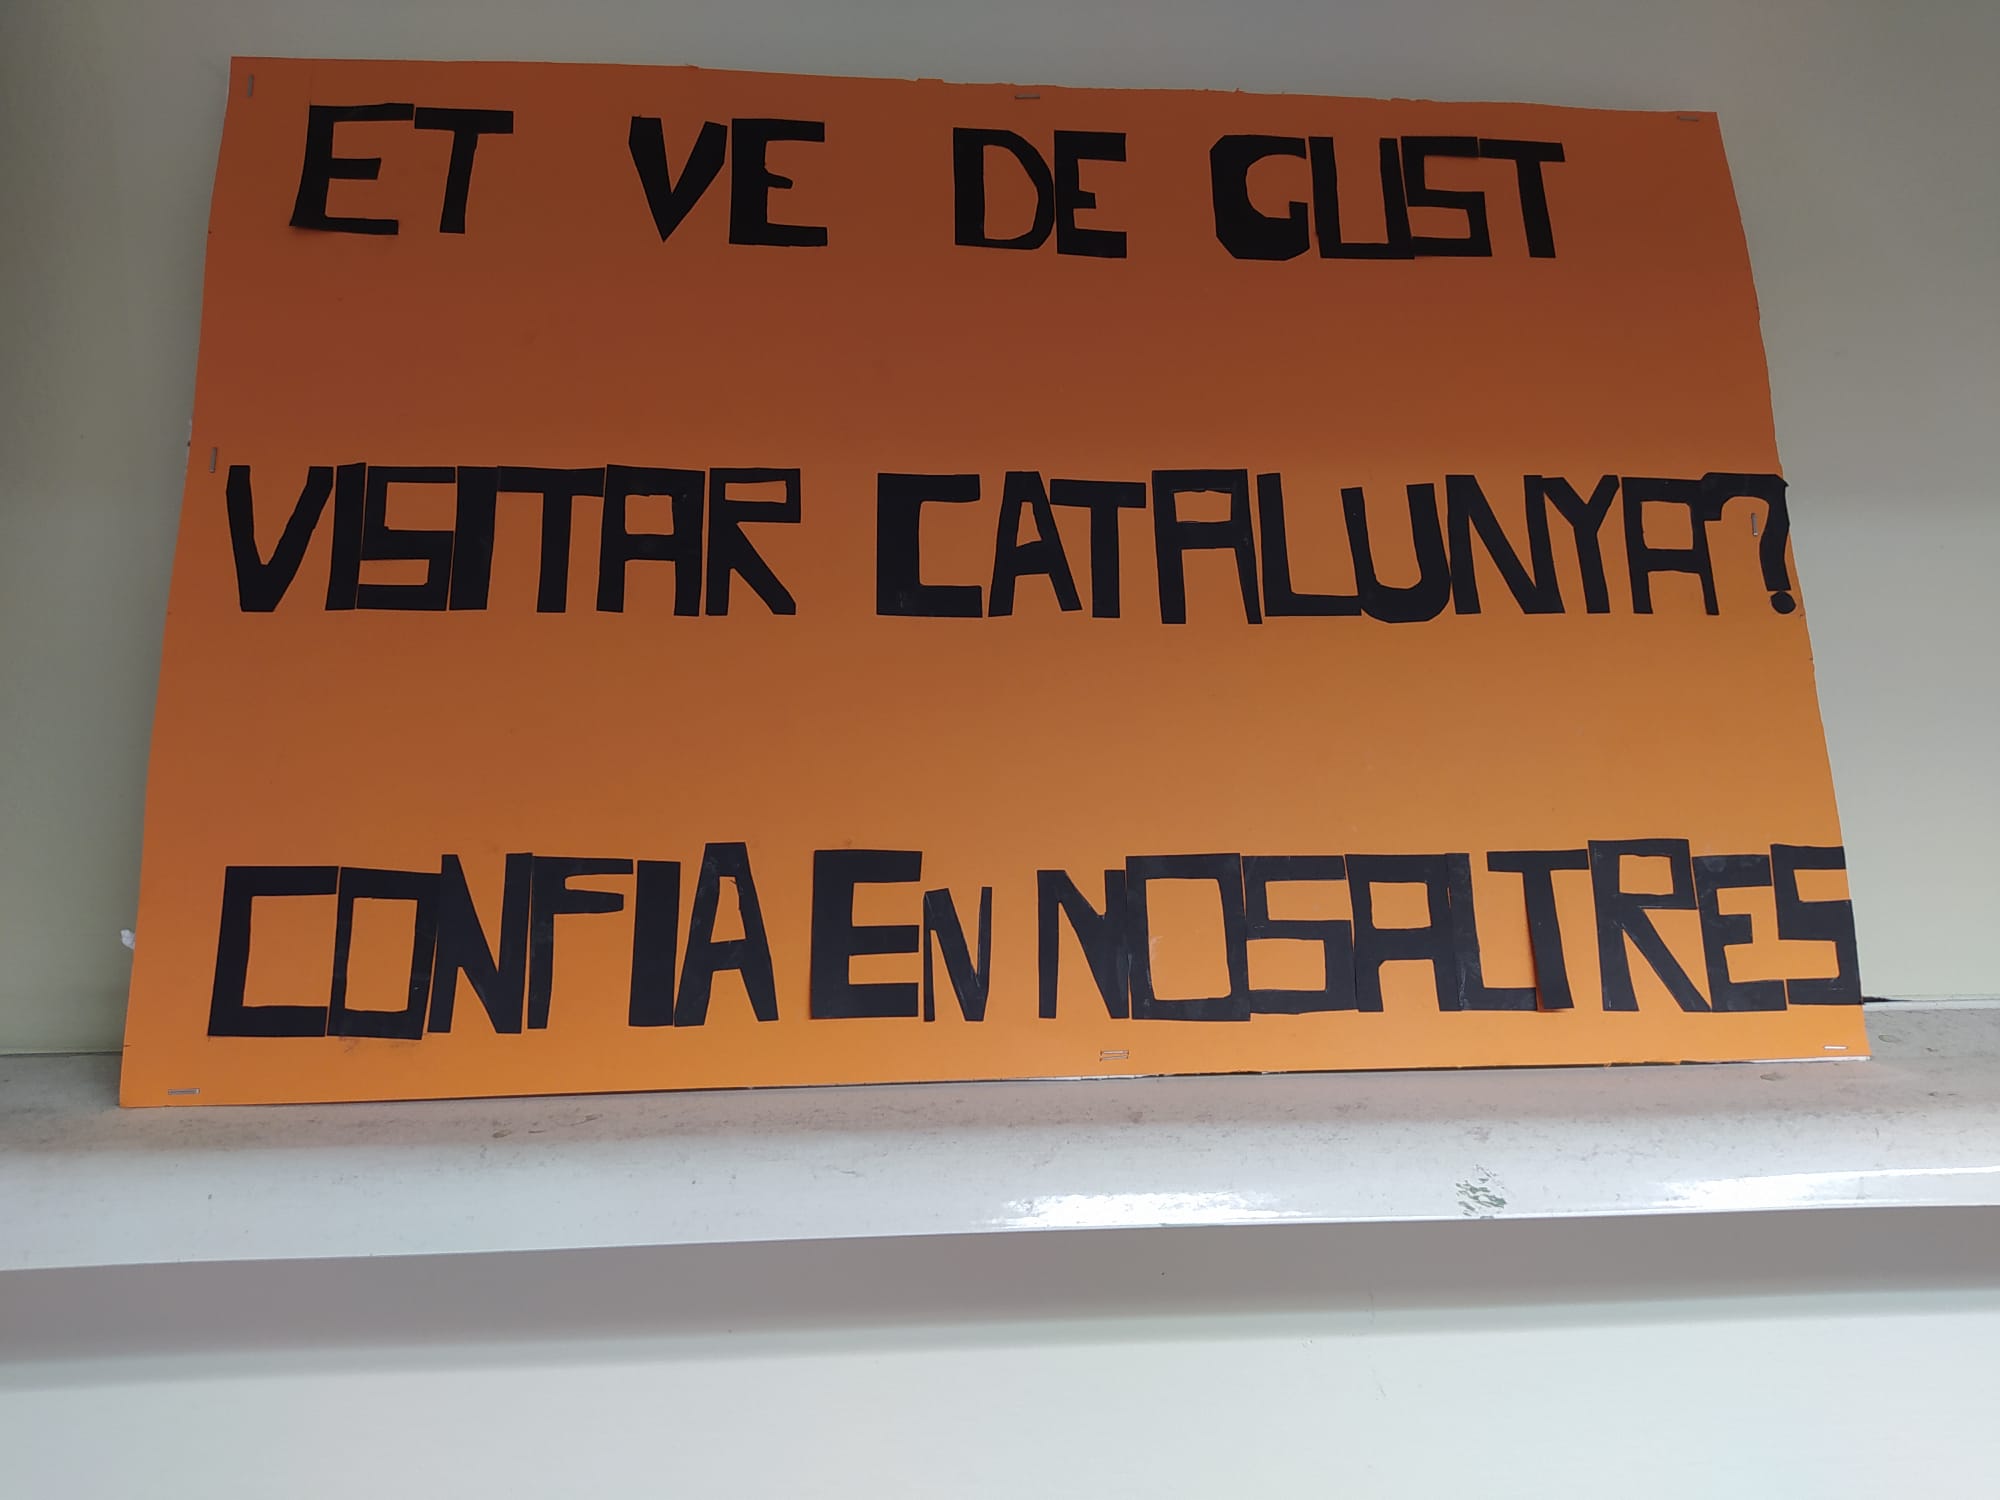 ET VE DE GUST
VISITAR CATALUNYA?
CONFIA EN NOSALTRES